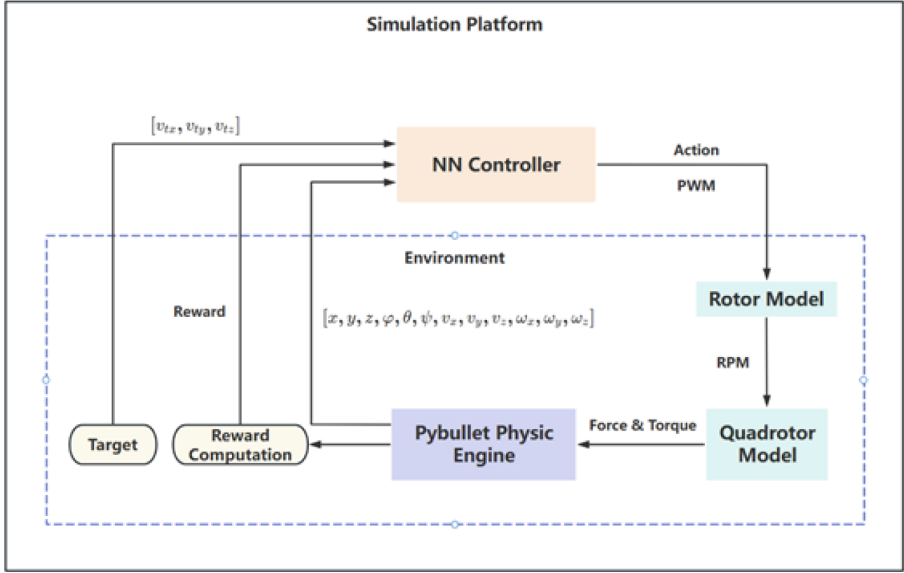 Simulation Platform
[v_{tx}, v_{ty}, v_{tz}]
NN Controller
Action
PWM
Environment
Rotor Model
Reward
[x, y, z, φ, θ, ψ, v_x, v_y, v_z, ω_x, ω_y, ω_z]
RPM
Target
Reward
Computation
Pybullet Physic
Engine
Force & Torque
Quadrotor
Model